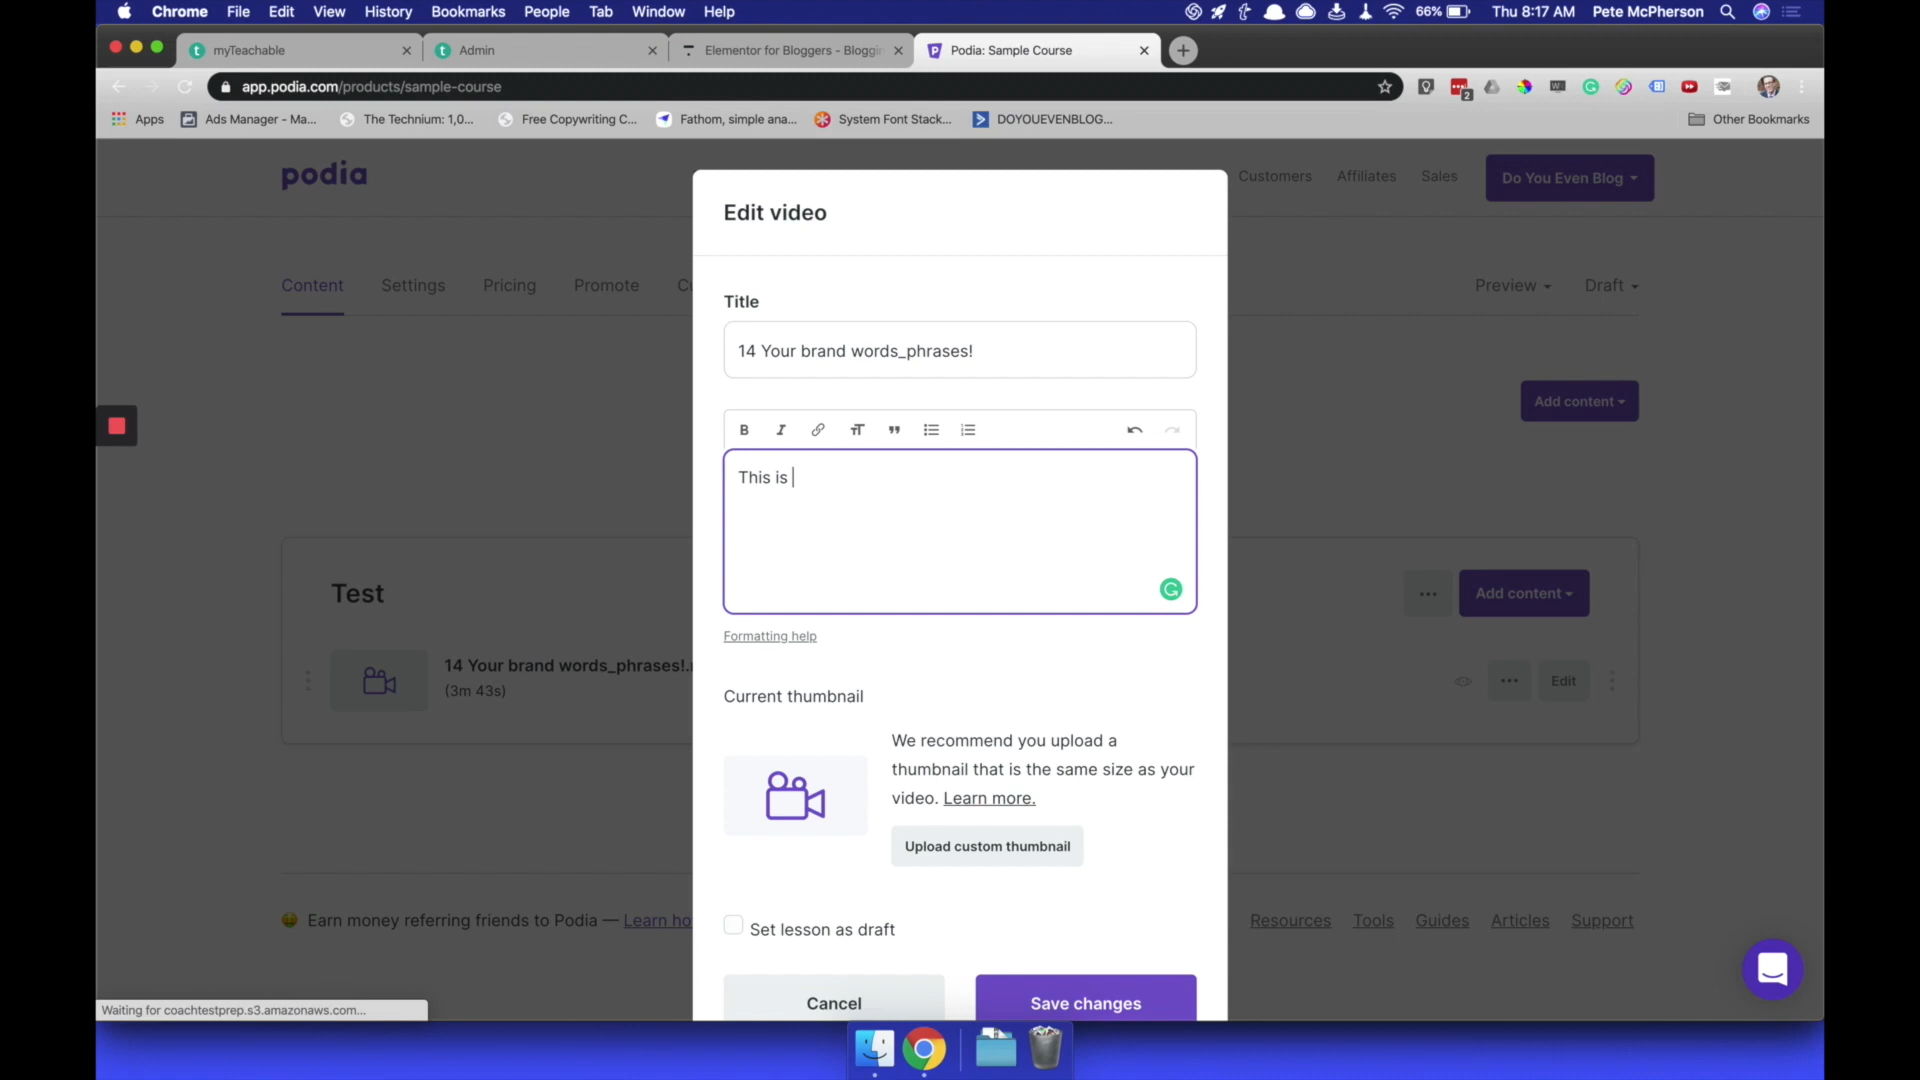 Chrome File Edit View History Bookmarks People Tab Window Help 66% Thu 8:17 AM Pete McPherson
myTeachable Admin Elementor for Bloggers - Bloggi Podia: Sample Course
app.podia.com/products/sample-course 2
Apps Ads Manager - Ma... The Technium: 1,0... Free Copywriting C... Fathom, simple ana... System Font Stack... DOYOUEVENBLOG... Other Bookmarks
podia Customers Affiliates Sales Do You Even Blog
Edit video
Content Settings Pricing Promote Preview Draft
Title
14 Your brand words_phrases!
Add content
B I
This is
Formatting help
Test ... Add content
14 Your brand words_phrases!.
(3m 43s) ... Edit
Current thumbnail
We recommend you upload a
thumbnail that is the same size as your
video. Learn more.
Upload custom thumbnail
Earn money referring friends to Podia — Learn ho Resources Tools Guides Articles Support
Set lesson as draft
Cancel Save changes
Waiting for coachtestprep.s3.amazonaws.com...